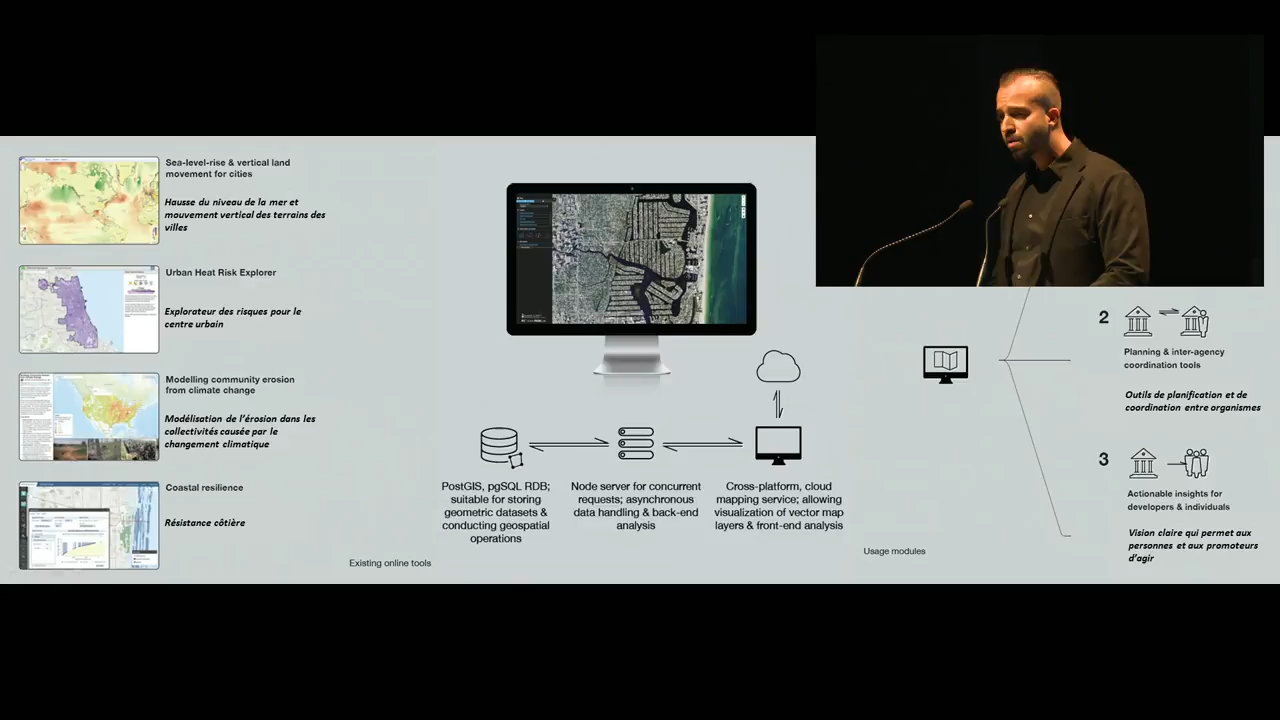 Sea-level-rise & vertical land
movement for cities
Hausse du niveau de la mer et
mouvement vertical des terrains des
villes
Urban Heat Risk Explorer
Explorateur des risques pour le
centre urbain
Modelling community erosion
from climate change
Modélisation de l'érosion dans les
collectivités causée par le
changement climatique
Coastal resilience
Résistance côtière
Existing online tools
PostGIS, pgSQL RDB;
suitable for storing
geometric datasets &
conducting geospatial
operations
Node server for concurrent
requests; asynchronous
data handling & back-end
analysis
Cross-platform, cloud
mapping service; allowing
visualization of vector map
layers & front-end analysis
Usage modules
2
Planning & inter-agency
coordination tools
Outils de planification et de
coordination entre organismes
3
Actionable insights for
developers & individuals
Vision claire qui permet aux
personnes et aux promoteurs
d'agir